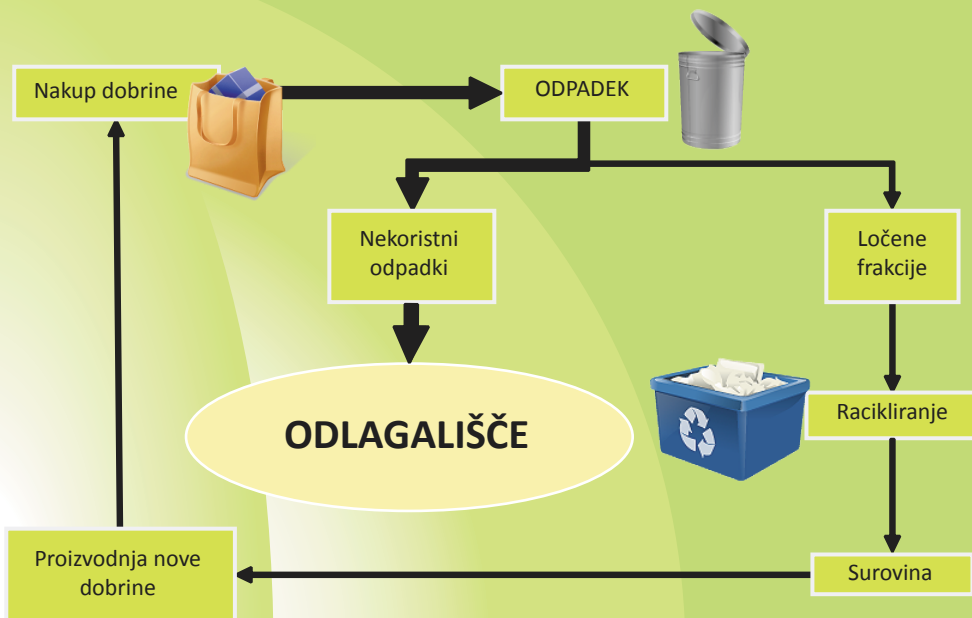 Nakup dobrine
ODPADEK
Nekoristni
odpadki
Ločene
frakcije
ODLAGALIŠČE
Racikliranje
Proizvodnja nove
dobrine
Surovina